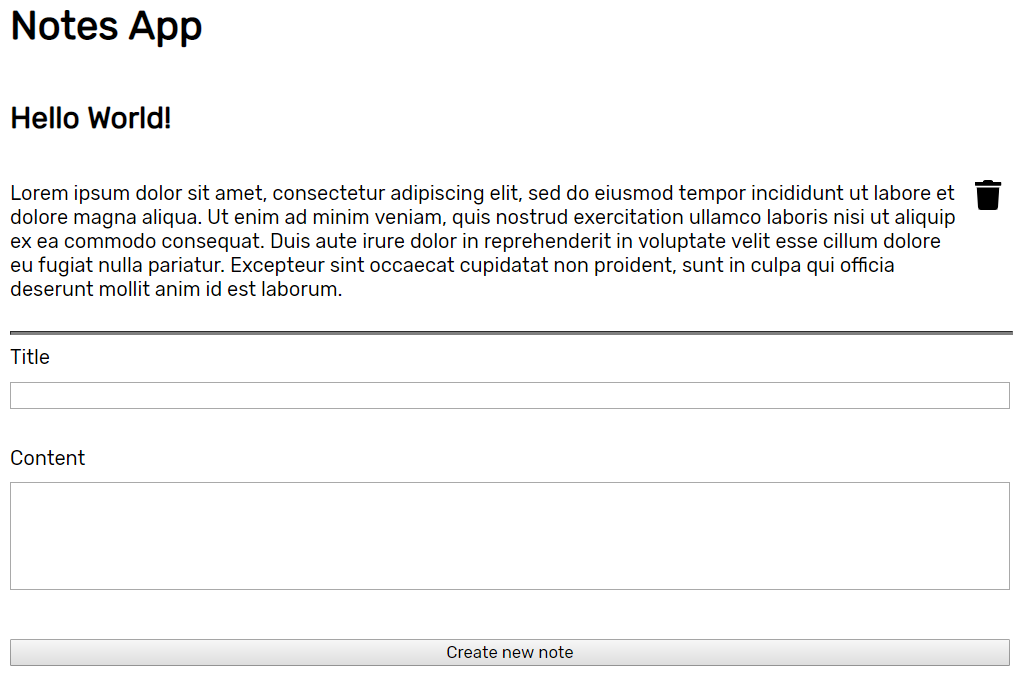 Notes App
Hello World!
Lorem ipsum dolor sit amet, consectetur adipiscing elit, sed do eiusmod tempor incididunt ut labore et
dolore magna aliqua. Ut enim ad minim veniam, quis nostrud exercitation ullamco laboris nisi ut aliquip
ex ea commodo consequat. Duis aute irure dolor in reprehenderit in voluptate velit esse cillum dolore
eu fugiat nulla pariatur. Excepteur sint occaecat cupidatat non proident, sunt in culpa qui officia
deserunt mollit anim id est laborum.
Title
Content
Create new note